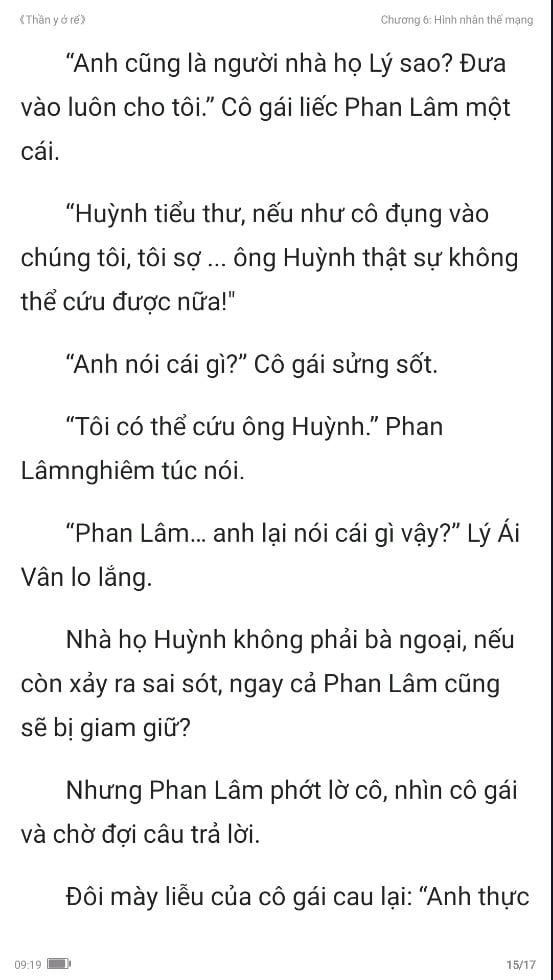 《Thần y ở rể》 Chương 6: Hình nhân thế mạng
“Anh cũng là người nhà họ Lý sao? Đưa
vào luôn cho tôi.” Cô gái liếc Phan Lâm một
cái.
“Huỳnh tiểu thư, nếu như cô đụng vào
chúng tôi, tôi sợ ... ông Huỳnh thật sự không
thể cứu được nữa!"
“Anh nói cái gì?” Cô gái sửng sốt.
“Tôi có thể cứu ông Huỳnh.” Phan
Lâmnghiêm túc nói.
“Phan Lâm... anh lại nói cái gì vậy?” Lý Ái
Vân lo lắng.
Nhà họ Huỳnh không phải bà ngoại, nếu
còn xảy ra sai sót, ngay cả Phan Lâm cũng
sẽ bị giam giữ?
Nhưng Phan Lâm phớt lờ cô, nhìn cô gái
và chờ đợi câu trả lời.
Đôi mày liễu của cô gái cau lại: “Anh thực
09:19 15/17